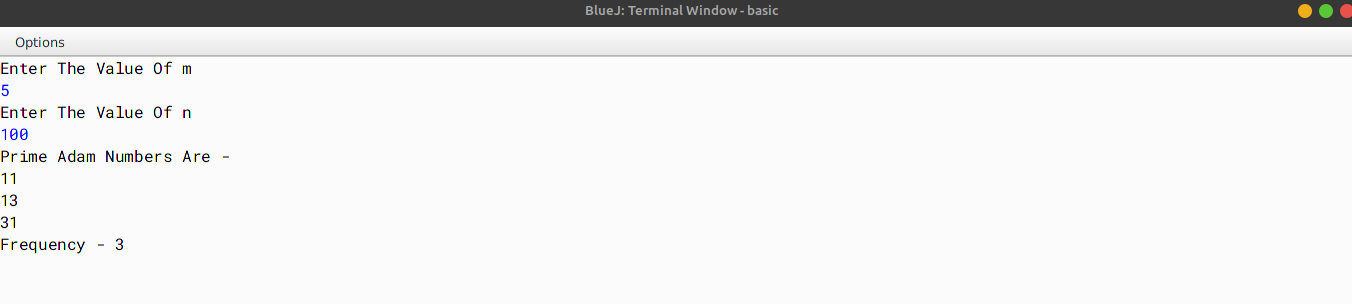 BlueJ: Terminal Window - basic
Options
Enter The Value Of m
5
Enter The Value Of n
100
Prime Adam Numbers Are -
11
13
31
Frequency - 3